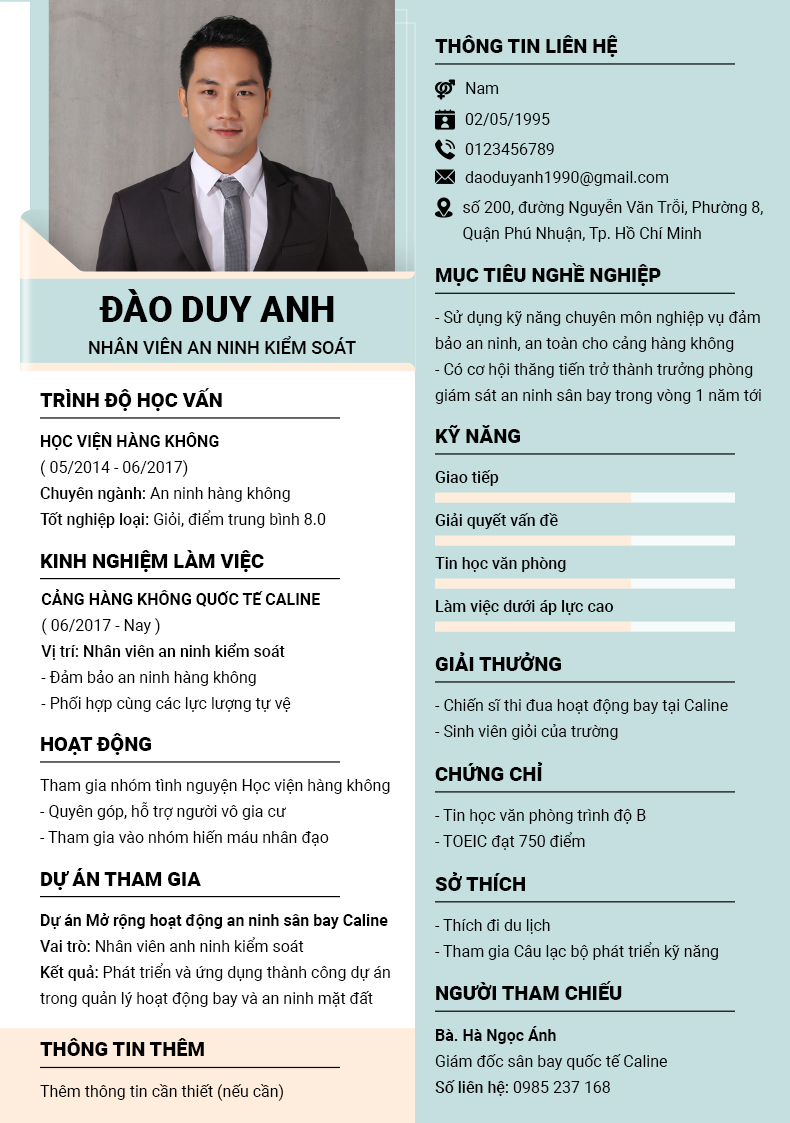 ĐÀO DUY ANH
NHÂN VIÊN AN NINH KIỂM SOÁT
TRÌNH ĐỘ HỌC VẤN
HỌC VIỆN HÀNG KHÔNG
( 05/2014 - 06/2017)
Chuyên ngành: An ninh hàng không
Tốt nghiệp loại: Giỏi, điểm trung bình 8.0
KINH NGHIỆM LÀM VIỆC
CẢNG HÀNG KHÔNG QUỐC TẾ CALINE
( 06/2017 - Nay )
Vị trí: Nhân viên an ninh kiểm soát
- Đảm bảo an ninh hàng không
- Phối hợp cùng các lực lượng tự vệ
HOẠT ĐỘNG
Tham gia nhóm tình nguyện Học viện hàng không
- Quyên góp, hỗ trợ người vô gia cư
- Tham gia vào nhóm hiến máu nhân đạo
DỰ ÁN THAM GIA
Dự án Mở rộng hoạt động an ninh sân bay Caline
Vai trò: Nhân viên anh ninh kiểm soát
Kết quả: Phát triển và ứng dụng thành công dự án
trong quản lý hoạt động bay và an ninh mặt đất
THÔNG TIN THÊM
Thêm thông tin cần thiết (nếu cần)
THÔNG TIN LIÊN HỆ
Nam
02/05/1995
0123456789
daoduyanh1990@gmail.com
số 200, đường Nguyễn Văn Trỗi, Phường 8,
Quận Phú Nhuận, Tp. Hồ Chí Minh
MỤC TIÊU NGHỀ NGHIỆP
- Sử dụng kỹ năng chuyên môn nghiệp vụ đảm
bảo an ninh, an toàn cho cảng hàng không
- Có cơ hội thăng tiến trở thành trưởng phòng
giám sát an ninh sân bay trong vòng 1 năm tới
KỸ NĂNG
Giao tiếp
Giải quyết vấn đề
Tin học văn phòng
Làm việc dưới áp lực cao
GIẢI THƯỞNG
- Chiến sĩ thi đua hoạt động bay tại Caline
- Sinh viên giỏi của trường
CHỨNG CHỈ
- Tin học văn phòng trình độ B
- TOEIC đạt 750 điểm
SỞ THÍCH
- Thích đi du lịch
- Tham gia Câu lạc bộ phát triển kỹ năng
NGƯỜI THAM CHIẾU
Bà. Hà Ngọc Ánh
Giám đốc sân bay quốc tế Caline
Số liên hệ: 0985 237 168